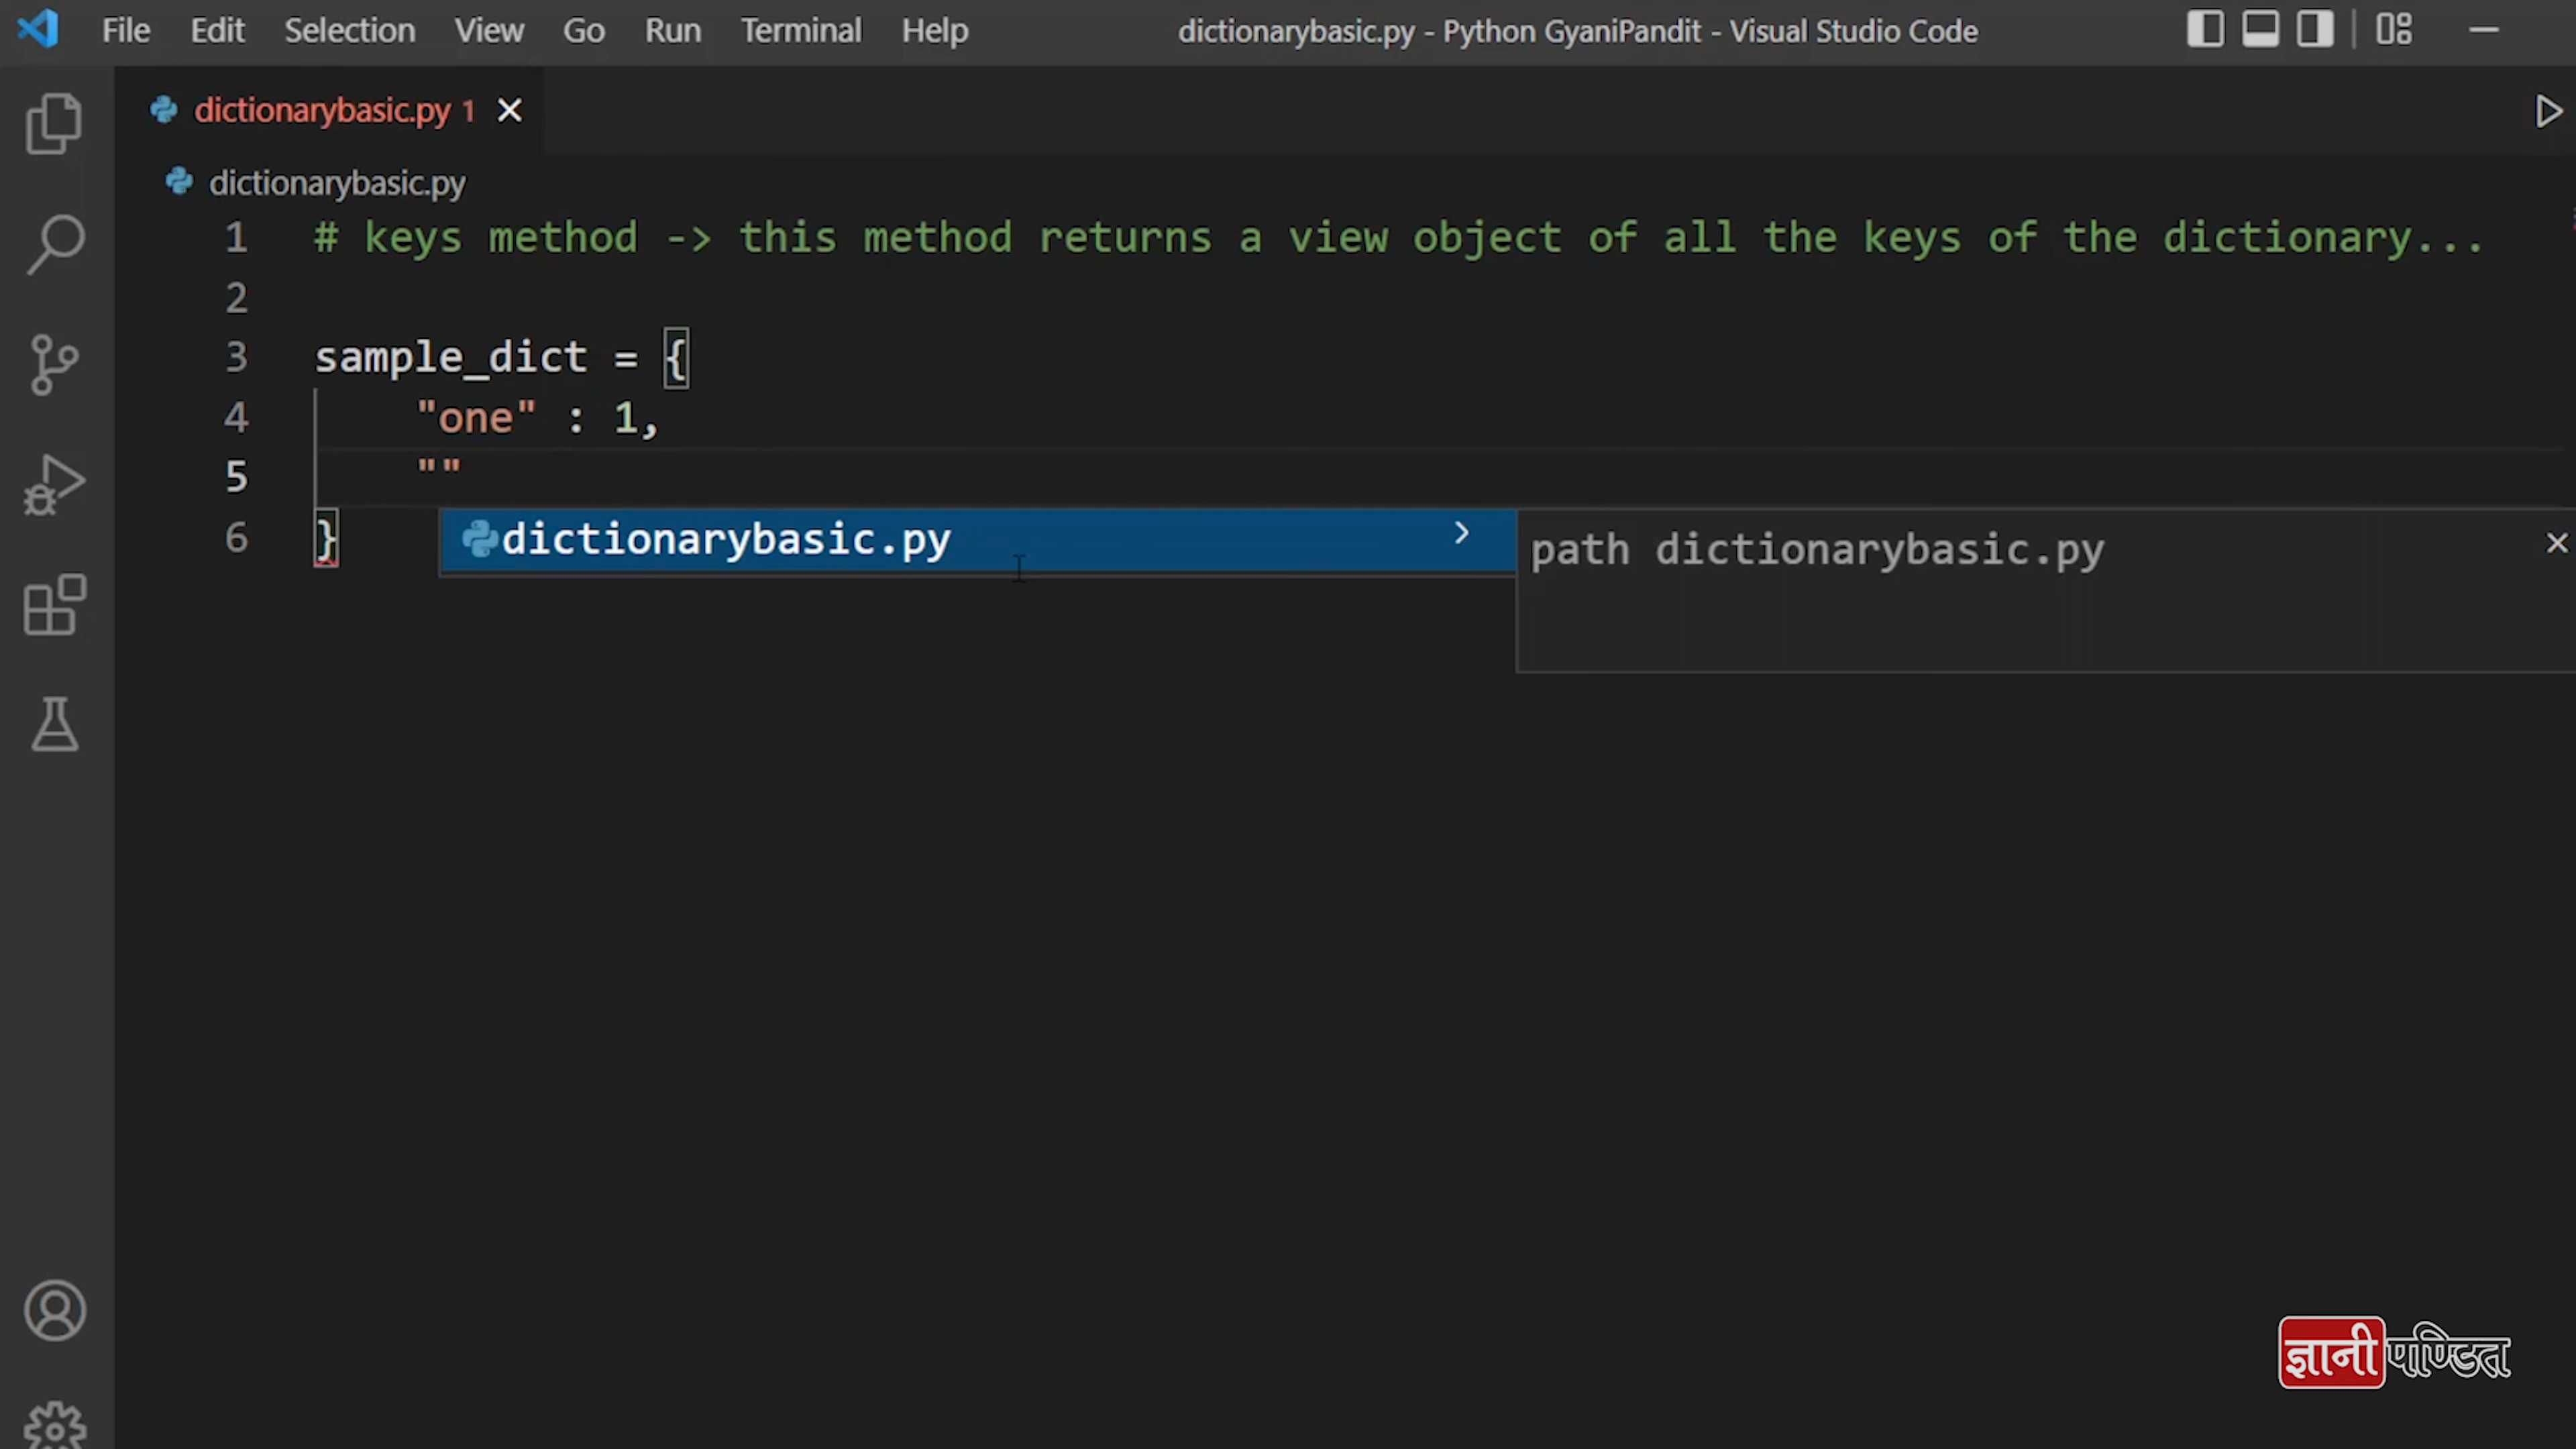 File Edit Selection View Go Run Terminal Help dictionarybasic.py - Python GyaniPandit - Visual Studio Code
dictionarybasic.py 1
dictionarybasic.py
1 # keys method -> this method returns a view object of all the keys of the dictionary...
2
3 sample_dict = {
4 "one" : 1,
5 ""
6 }
dictionarybasic.py
path dictionarybasic.py
ज्ञानी पण्डित